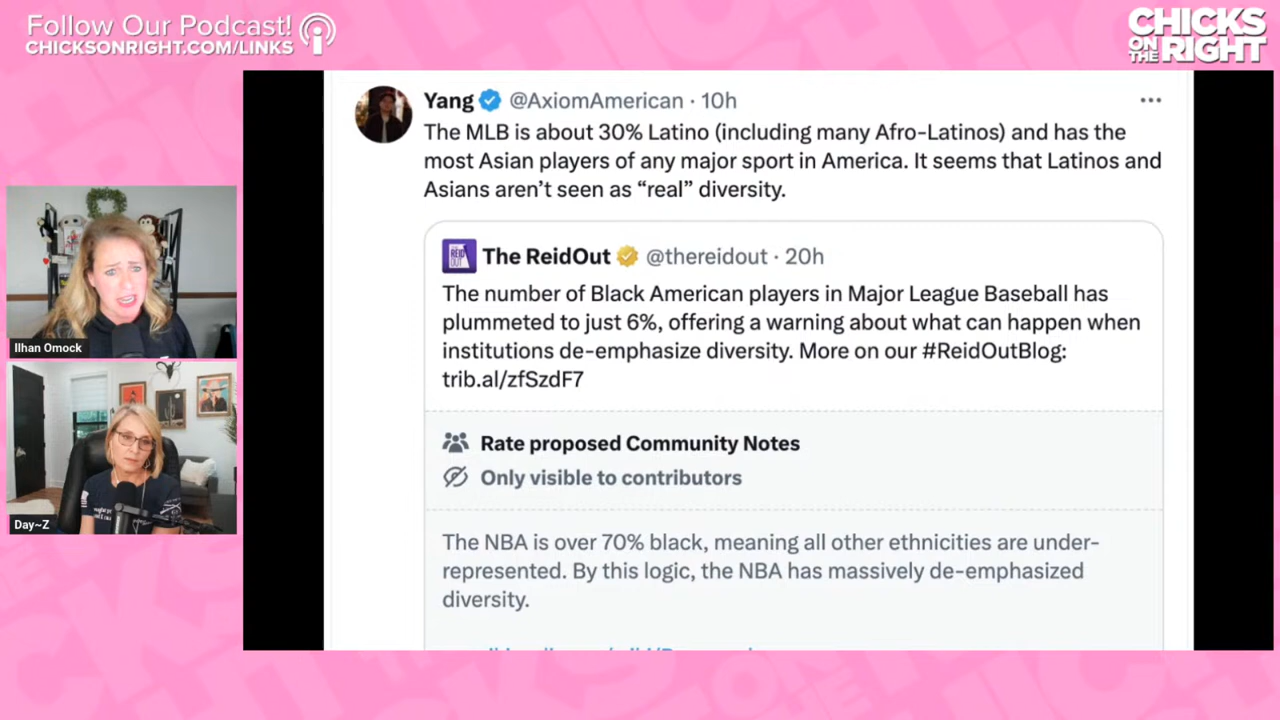 Follow Our Podcast!
CHICKSONRIGHT.COM/LINKS
CHICKS
ON THE RIGHT
Yang @AxiomAmerican · 10h
The MLB is about 30% Latino (including many Afro-Latinos) and has the
most Asian players of any major sport in America. It seems that Latinos and
Asians aren’t seen as “real” diversity.
THE REIDOUT
The ReidOut @thereidout · 20h
The number of Black American players in Major League Baseball has
plummeted to just 6%, offering a warning about what can happen when
institutions de-emphasize diversity. More on our #ReidOutBlog:
trib.al/zfSzdF7
Rate proposed Community Notes
Only visible to contributors
The NBA is over 70% black, meaning all other ethnicities are under-
represented. By this logic, the NBA has massively de-emphasized
diversity.
Ilhan Omock
Day~Z